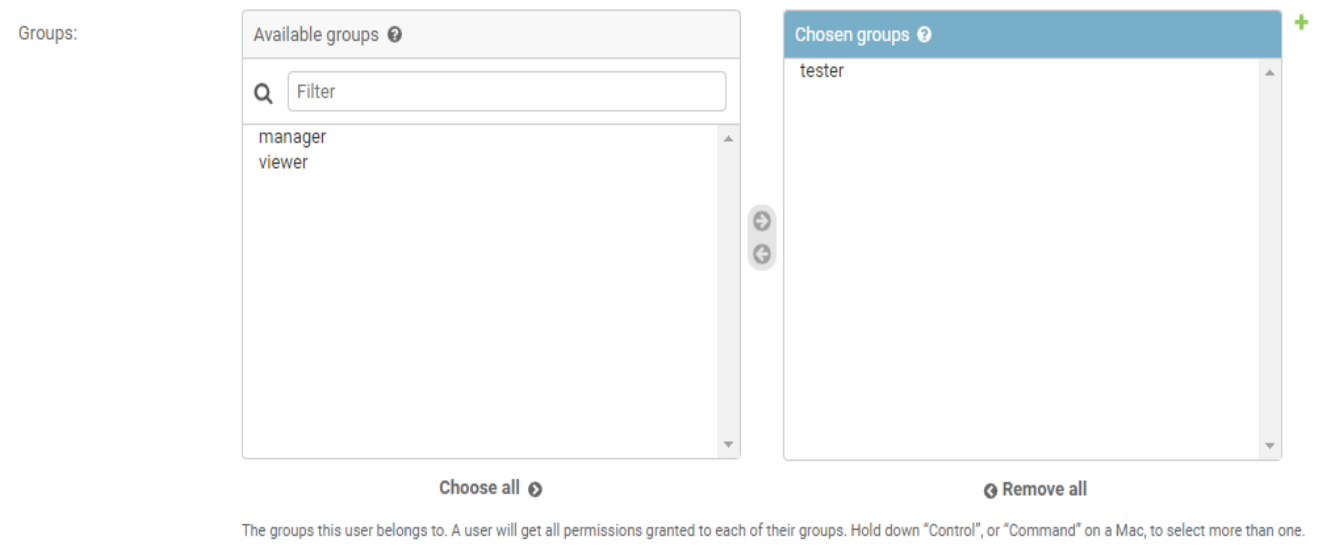 Groups:
Available groups
Chosen groups
Filter
tester
manager
viewer
Choose all
Remove all
The groups this user belongs to. A user will get all permissions granted to each of their groups. Hold down “Control”, or “Command” on a Mac, to select more than one.